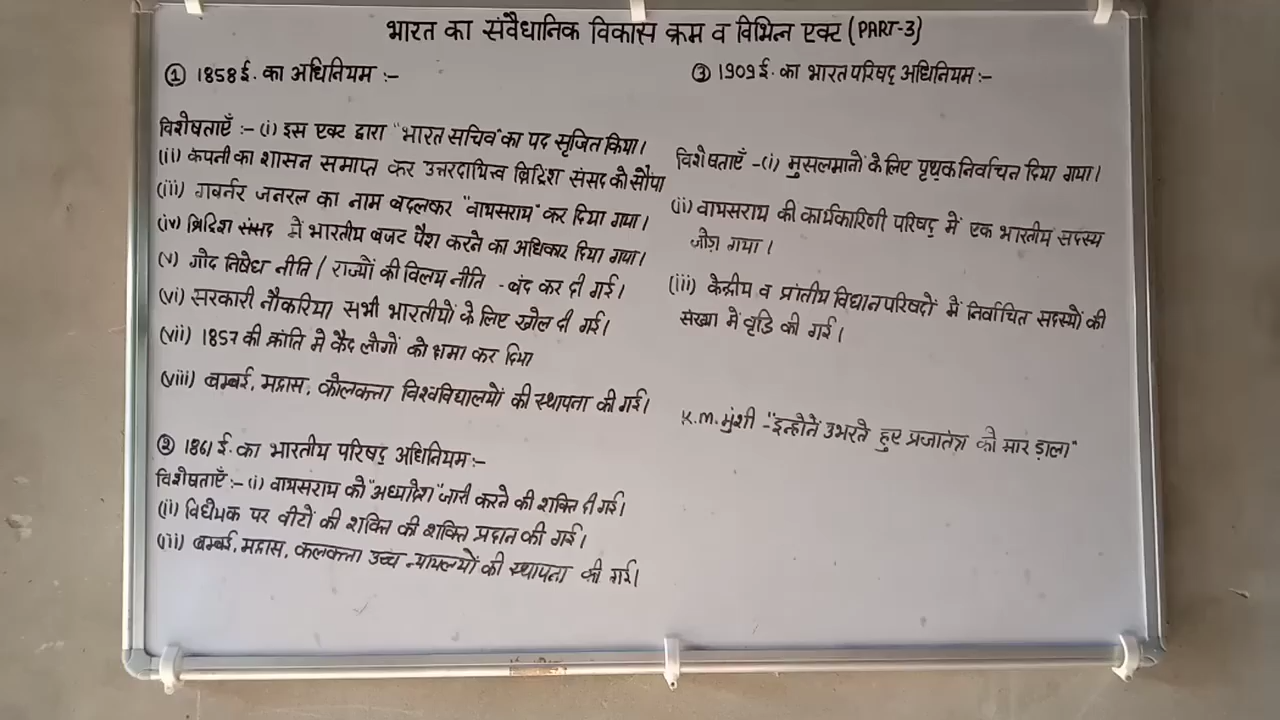 भारत का संवैधानिक विकास क्रम व विभिन्न एक्ट (PART-3)
① 1858 ई. का अधिनियम :-
विशेषताएँ :- (i) इस एक्ट द्वारा "भारत सचिव" का पद सृजित किया।
(ii) कंपनी का शासन समाप्त कर उत्तरदायित्व ब्रिटिश संसद को सौंपा
(iii) गवर्नर जनरल का नाम बदलकर "वायसराय" कर दिया गया।
(iv) ब्रिटिश संसद में भारतीय बजट पैश करने का अधिकार दिया गया।
(v) गोद निषेध नीति / राज्यों की विलय नीति - बंद कर दी गई।
(vi) सरकारी नौकरिया सभी भारतीयों के लिए खोल दी गई।
(vii) 1857 की क्रांति मे कैद लोगों को क्षमा कर दिया
(viii) बम्बई, मद्रास, कोलकत्ता विश्वविद्यालयों की स्थापना की गई।
② 1861 ई. का भारतीय परिषद् अधिनियम :-
विशेषताएँ :- (i) वायसराय को "अध्यादेश" जारी करने की शक्ति दी गई।
(ii) विधेयक पर वीटों की शक्ति की शक्ति प्रदान की गई।
(iii) बम्बई, मद्रास, कलकत्ता उच्च न्यायलयों की स्थापना की गई।
③ 1909 ई. का भारत परिषद् अधिनियम :-
विशेषताएँ - (i) मुसलमानों के लिए पृथक निर्वाचन दिया गया।
(ii) वायसराय की कार्यकारिणी परिषद् में एक भारतीय सदस्य
जोड़ा गया।
(iii) केन्द्रीय व प्रांतीय विधानपरिषदों में निर्वाचित सदस्यों की
संख्या में वृद्धि की गई।
K.M. मुंशी - "इन्होनें उभरते हुए प्रजातंत्र को मार ड़ाला"